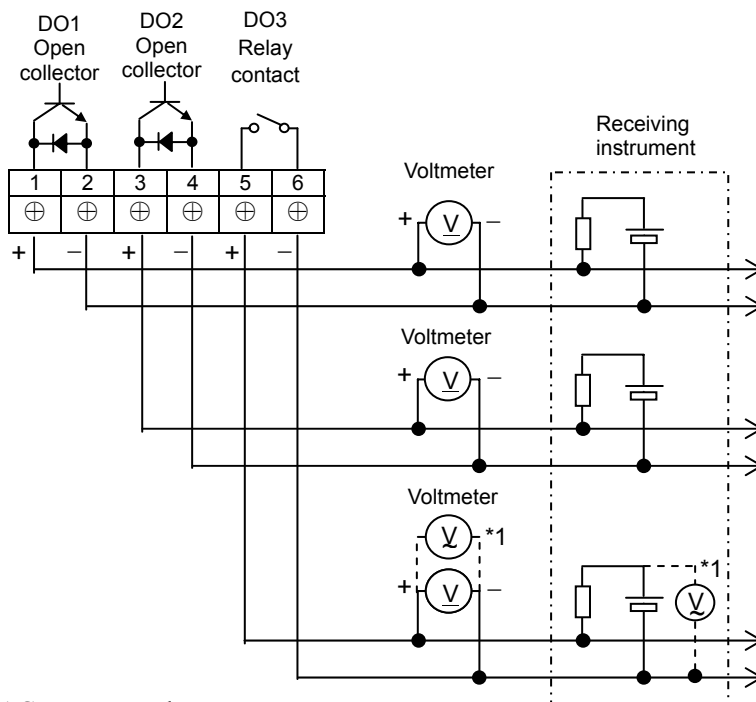 DO1
Open
collector
DO2
Open
collector
DO3
Relay
contact
Receiving
instrument
1 2 3 4 5 6
+ − + − + −
Voltmeter
+ V −
Voltmeter
+ V −
Voltmeter
V *1
+ V −
*1
V